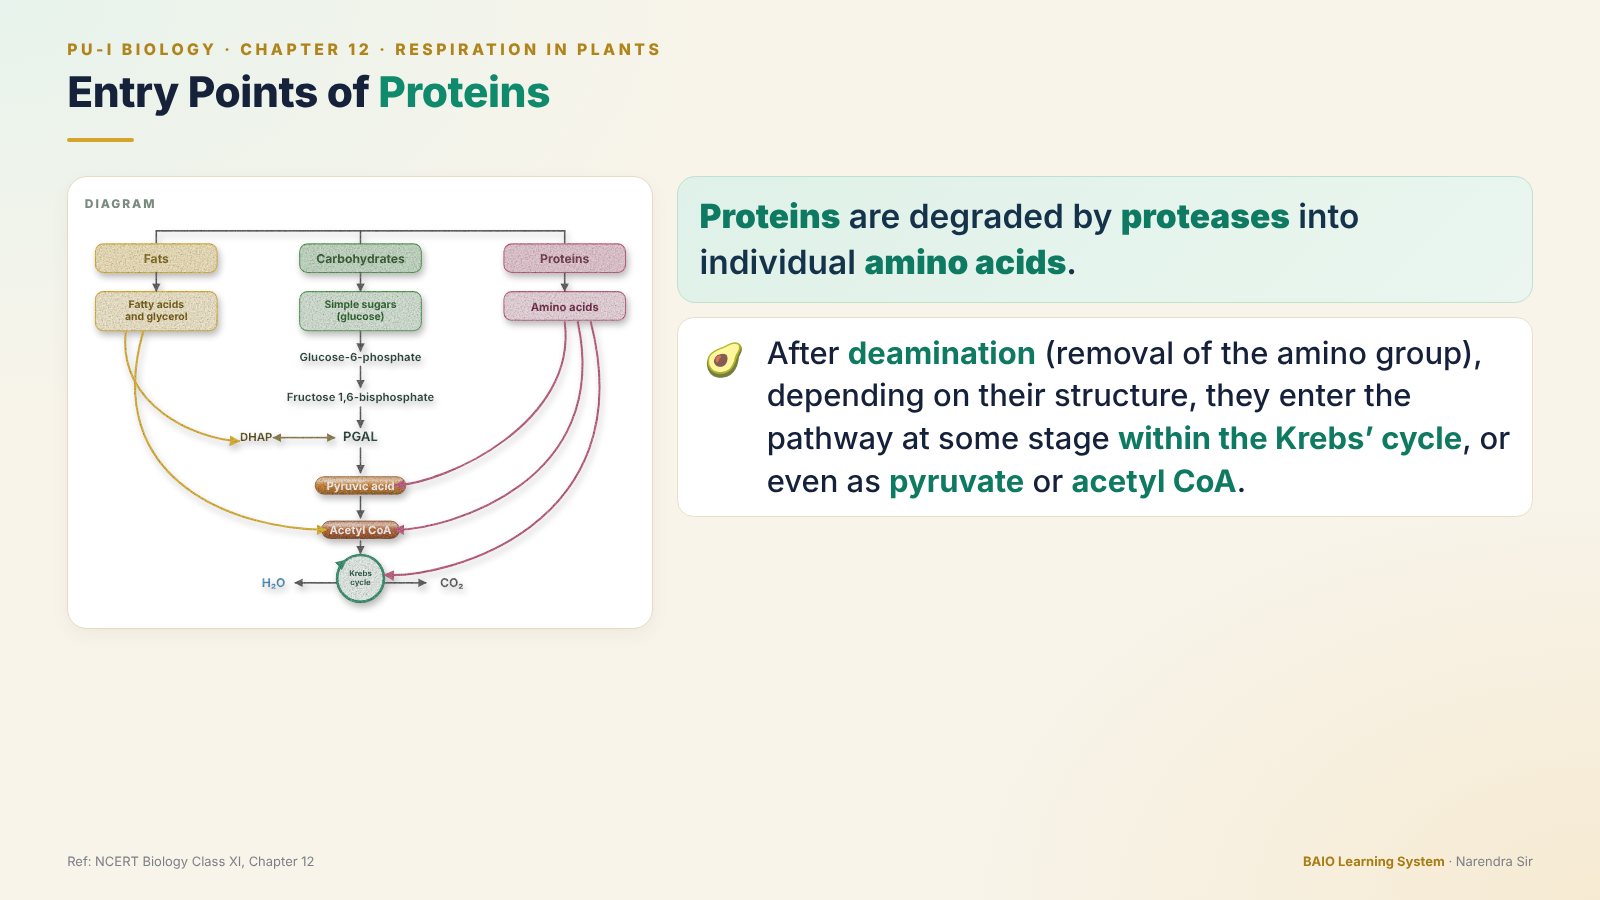 PU-I BIOLOGY · CHAPTER 12 · RESPIRATION IN PLANTS
Entry Points of Proteins
DIAGRAM
Fats
Carbohydrates
Proteins
Fatty acids
and glycerol
Simple sugars
(glucose)
Amino acids
Glucose-6-phosphate
Fructose 1,6-bisphosphate
DHAP
PGAL
Pyruvic acid
Acetyl CoA
Krebs
cycle
H₂O
CO₂
Proteins are degraded by proteases into
individual amino acids.
After deamination (removal of the amino group),
depending on their structure, they enter the
pathway at some stage within the Krebs’ cycle, or
even as pyruvate or acetyl CoA.
Ref: NCERT Biology Class XI, Chapter 12
BAIO Learning System · Narendra Sir